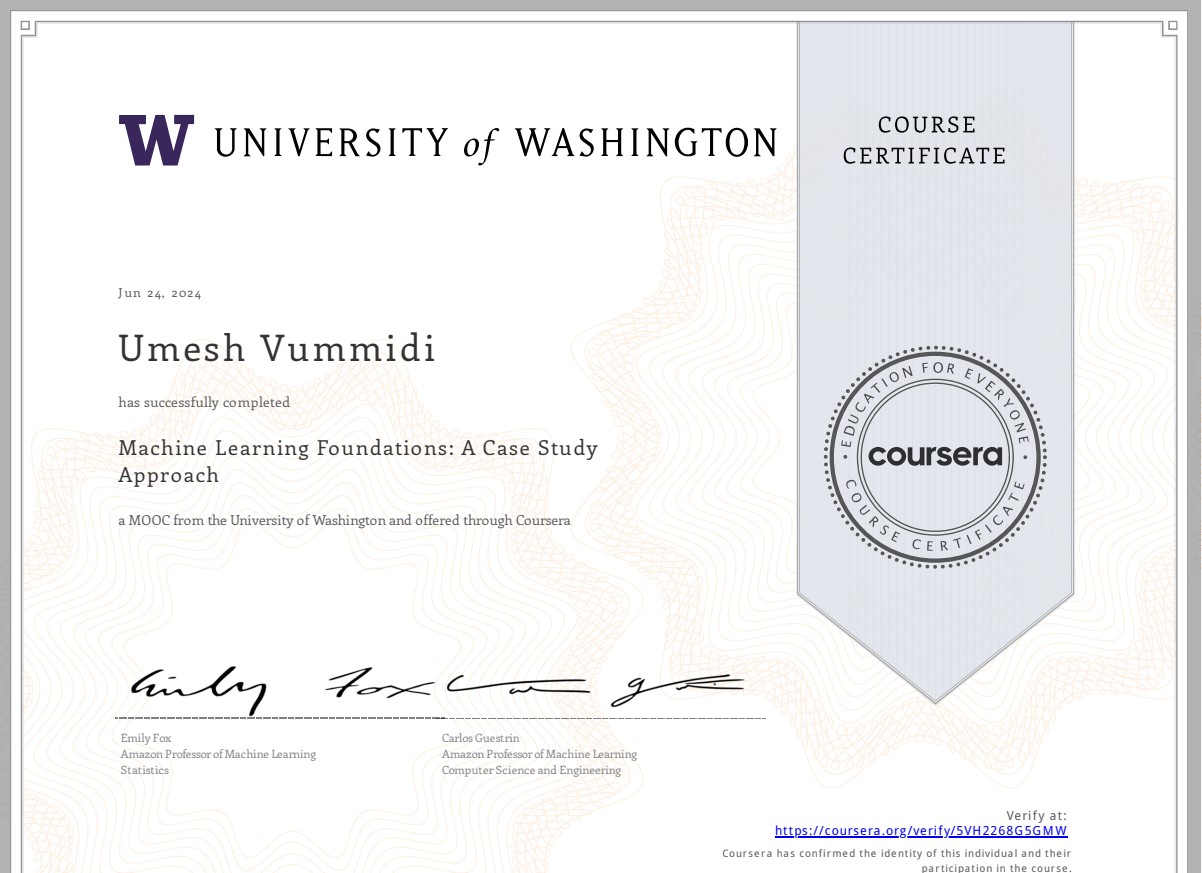 W UNIVERSITY of WASHINGTON
COURSE
CERTIFICATE
Jun 24, 2024
Umesh Vummidi
has successfully completed
Machine Learning Foundations: A Case Study
Approach
a MOOC from the University of Washington and offered through Coursera
EDUCATION FOR EVERYONE
coursera
COURSE CERTIFICATE
Emily Fox
Emily Fox
Amazon Professor of Machine Learning
Statistics
Carlos Guestrin
Amazon Professor of Machine Learning
Computer Science and Engineering
Verify at:
https://coursera.org/verify/5VH2268G5GMW
Coursera has confirmed the identity of this individual and their
participation in the course.